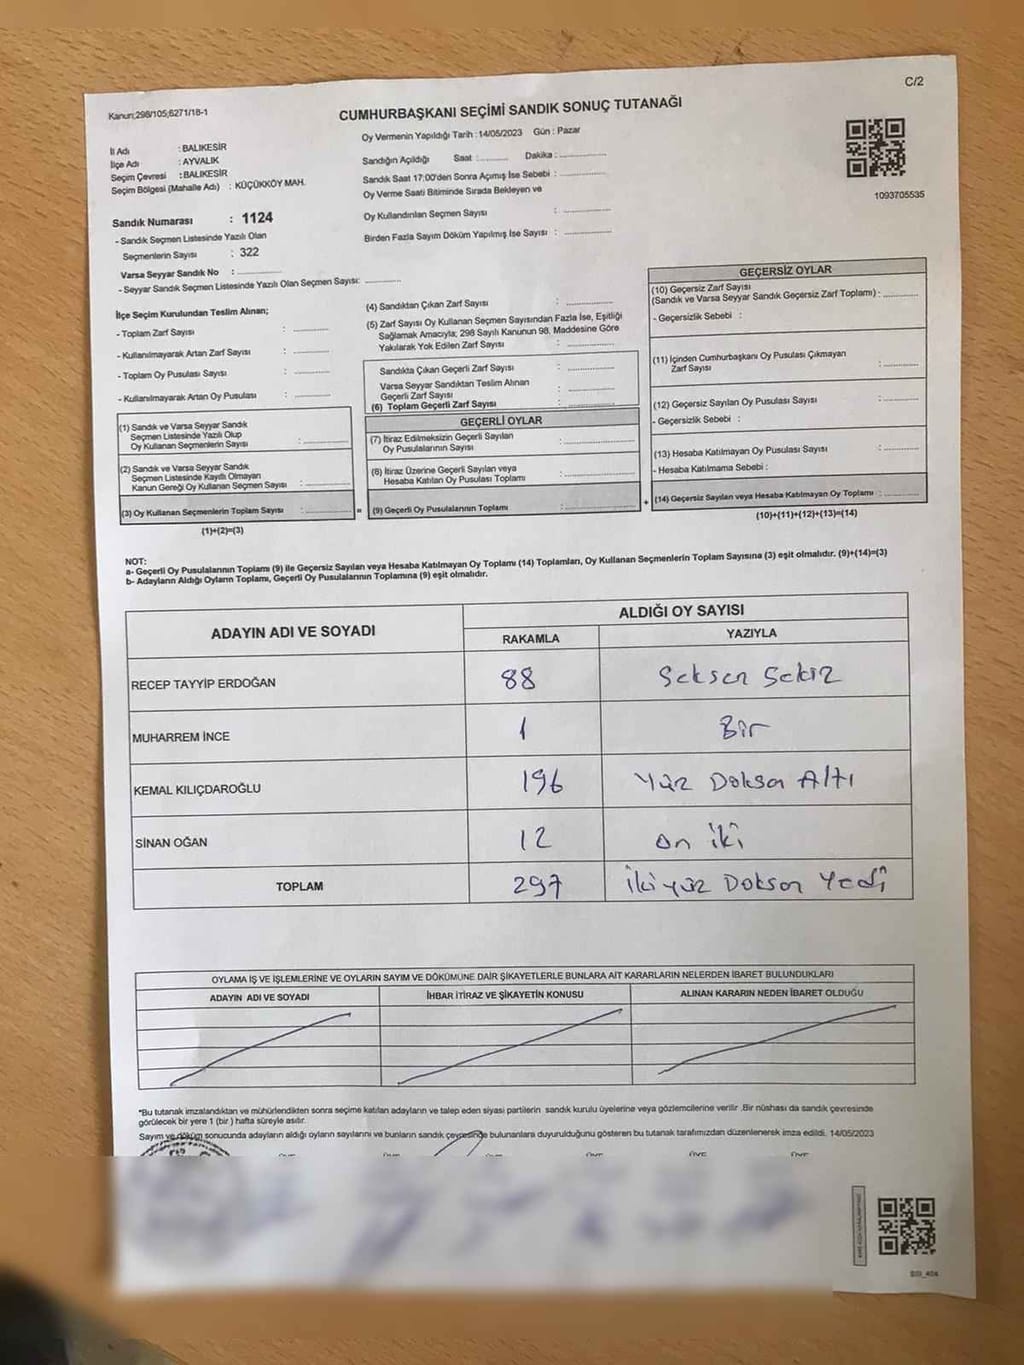 C/2
Kanun;298/105;6271/18-1
CUMHURBAŞKANI SEÇİMİ SANDIK SONUÇ TUTANAĞI
Oy Vermenin Yapıldığı Tarih : 14/05/2023 Gün : Pazar
İl Adı : BALIKESİR
İlçe Adı : AYVALIK
Seçim Çevresi : BALIKESİR
Seçim Bölgesi (Mahalle Adı) : KÜÇÜKKÖY MAH.
Sandığın Açıldığı Saat :........... Dakika :................
Sandık Saat 17:00'den Sonra Açımış İse Sebebi : ................
Oy Verme Saati Bitiminde Sırada Bekleyen ve
Oy Kullandırılan Seçmen Sayısı : ................
Birden Fazla Sayım Döküm Yapılmış İse Sayısı : ................
1093705535
Sandık Numarası : 1124
- Sandık Seçmen Listesinde Yazılı Olan
Seçmenlerin Sayısı : 322
Varsa Seyyar Sandık No : ................
- Seyyar Sandık Seçmen Listesinde Yazılı Olan Seçmen Sayısı: ............
İlçe Seçim Kurulundan Teslim Alınan;
- Toplam Zarf Sayısı : ............
- Kullanılmayarak Artan Zarf Sayısı : ............
- Toplam Oy Pusulası Sayısı : ............
- Kullanılmayarak Artan Oy Pusulası : ............
(1) Sandık ve Varsa Seyyar Sandık
Seçmen Listesinde Yazılı Olup
Oy Kullanan Seçmenlerin Sayısı : ................
(2) Sandık ve Varsa Seyyar Sandık
Seçmen Listesinde Kayıtlı Olmayan
Kanun Gereği Oy Kullanan Seçmen Sayısı : ................
(3) Oy Kullanan Seçmenlerin Toplam Sayısı : ................
(1)+(2)=(3)
(4) Sandıktan Çıkan Zarf Sayısı : ................
(5) Zarf Sayısı Oy Kullanan Seçmen Sayısından Fazla İse, Eşitliği
Sağlamak Amacıyla; 298 Sayılı Kanunun 98. Maddesine Göre
Yakılarak Yok Edilen Zarf Sayısı : ................
Sandıkta Çıkan Geçerli Zarf Sayısı : ................
Varsa Seyyar Sandıktan Teslim Alınan
Geçerli Zarf Sayısı : ................
(6) Toplam Geçerli Zarf Sayısı : ................
GEÇERLİ OYLAR
(7) İtiraz Edilmeksizin Geçerli Sayılan
Oy Pusulalarının Sayısı : ................
(8) İtiraz Üzerine Geçerli Sayılan veya
Hesaba Katılan Oy Pusulası Toplamı : ................
= (9) Geçerli Oy Pusulalarının Toplamı : ................
GEÇERSİZ OYLAR
(10) Geçersiz Zarf Sayısı
(Sandık ve Varsa Seyyar Sandık Geçersiz Zarf Toplamı) : ............
- Geçersizlik Sebebi :
(11) İçinden Cumhurbaşkanı Oy Pusulası Çıkmayan
Zarf Sayısı : ............
(12) Geçersiz Sayılan Oy Pusulası Sayısı : ............
- Geçersizlik Sebebi :
(13) Hesaba Katılmayan Oy Pusulası Sayısı : ............
- Hesaba Katılmama Sebebi :
+ (14) Geçersiz Sayılan veya Hesaba Katılmayan Oy Toplamı : ............
(10)+(11)+(12)+(13)=(14)
NOT:
a- Geçerli Oy Pusulalarının Toplamı (9) ile Geçersiz Sayılan veya Hesaba Katılmayan Oy Toplamı (14) Toplamları, Oy Kullanan Seçmenlerin Toplam Sayısına (3) eşit olmalıdır. (9)+(14)=(3)
b- Adayların Aldığı Oyların Toplamı, Geçerli Oy Pusulalarının Toplamına (9) eşit olmalıdır.
ADAYIN ADI VE SOYADI ALDIĞI OY SAYISI
RAKAMLA YAZIYLA
RECEP TAYYİP ERDOĞAN 88 Seksen Sekiz
MUHARREM İNCE 1 Bir
KEMAL KILIÇDAROĞLU 196 Yüz Doksan Altı
SİNAN OĞAN 12 on iki
TOPLAM 297 İkiyüz Doksan Yedi
OYLAMA İŞ VE İŞLEMLERİNE VE OYLARIN SAYIM VE DÖKÜMÜNE DAİR ŞİKAYETLERLE BUNLARA AİT KARARLARIN NELERDEN İBARET BULUNDUKLARI
ADAYIN ADI VE SOYADI İHBAR İTİRAZ VE ŞİKAYETİN KONUSU ALINAN KARARIN NEDEN İBARET OLDUĞU
*Bu tutanak imzalandıktan ve mühürlendikten sonra seçime katılan adayların ve talep eden siyasi partilerin sandık kurulu üyelerine veya gözlemcilerine verilir .Bir nüshası da sandık çevresinde
görülecek bir yere 1 (bir ) hafta süreyle asılır.
Sayım ve döküm sonucunda adayların aldığı oyların sayılarını ve bunların sandık çevresinde bulunanlara duyurulduğunu gösteren bu tutanak tarafımızdan düzenlenerek imza edildi. 14/05/2023